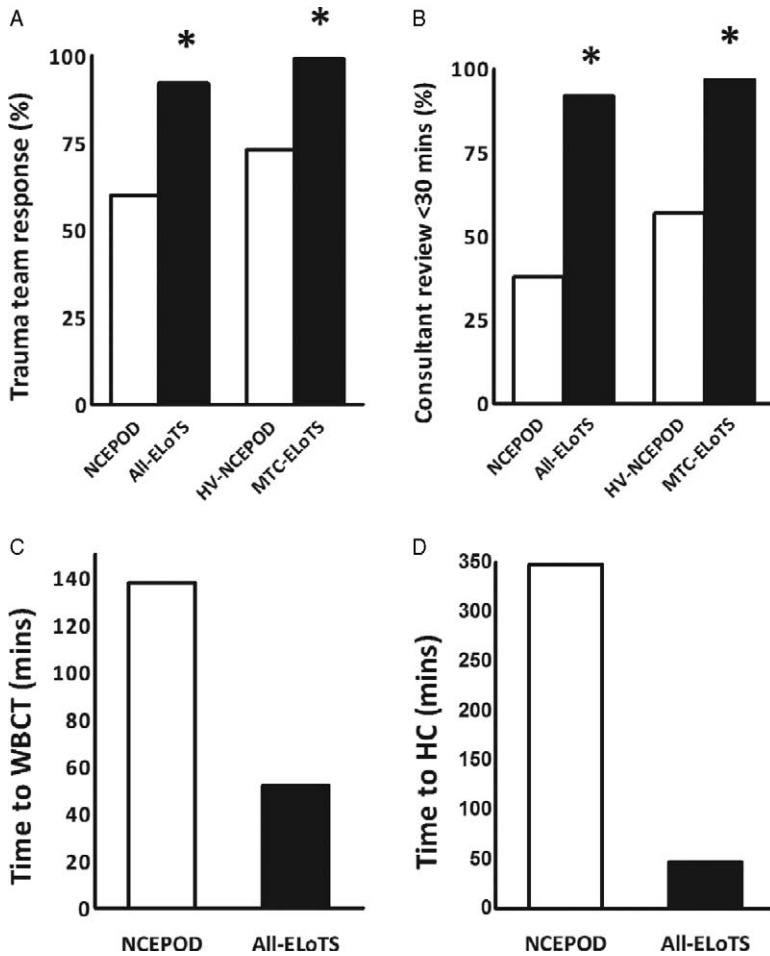 A
Trauma team response (%)
100
75
50
25
0
*
*
NCEPOD
All-ELoTS
HV-NCEPOD
MTC-ELoTS
B
Consultant review <30 mins (%)
100
75
50
25
0
*
*
NCEPOD
All-ELoTS
HV-NCEPOD
MTC-ELoTS
C
Time to WBCT (mins)
140
120
100
80
60
40
20
0
NCEPOD All-ELoTS
D
Time to HC (mins)
350
300
250
200
150
100
50
0
NCEPOD All-ELoTS